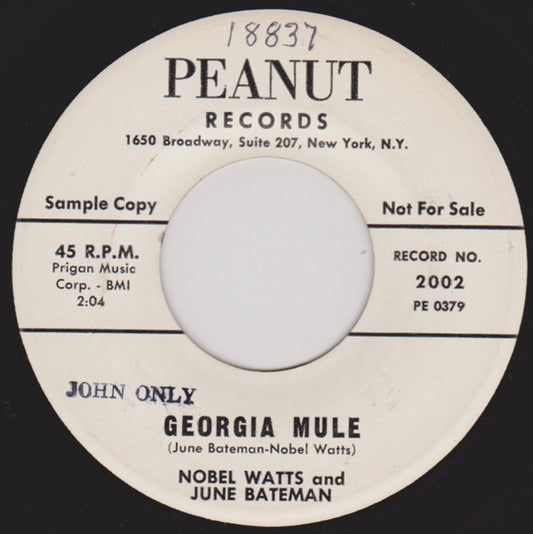 18837
PEANUT
RECORDS
1650 Broadway, Suite 207, New York, N.Y.
Sample Copy
Not For Sale
45 R.P.M.
Prigan Music
Corp. - BMI
2:04
RECORD NO.
2002
PE 0379
JOHN ONLY
GEORGIA MULE
(June Bateman-Nobel Watts)
NOBEL WATTS and
JUNE BATEMAN